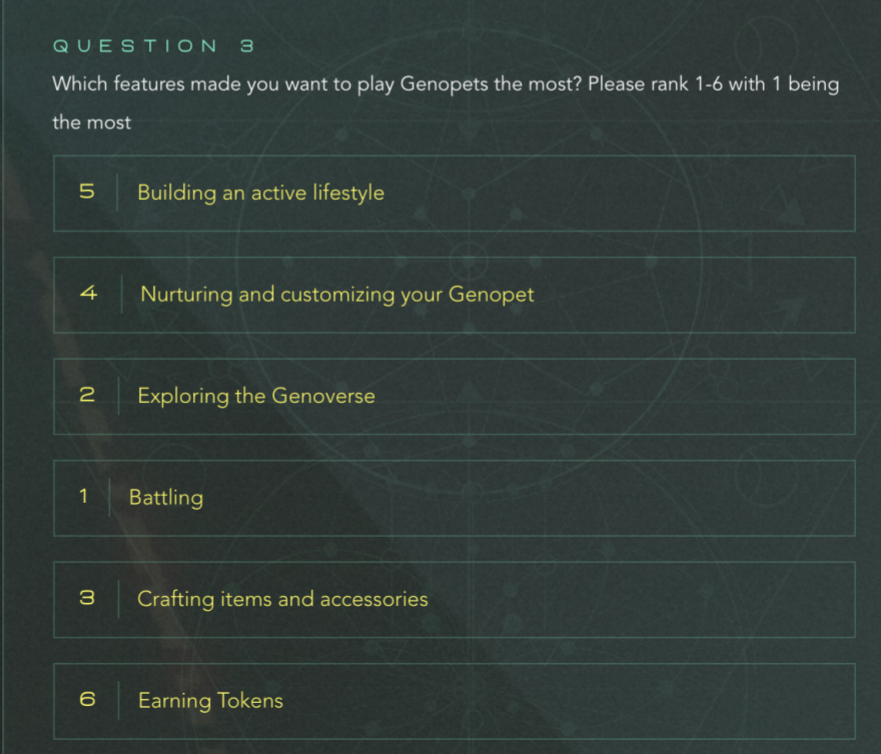 QUESTION 3
Which features made you want to play Genopets the most? Please rank 1-6 with 1 being
the most
5 Building an active lifestyle
4 Nurturing and customizing your Genopet
2 Exploring the Genoverse
1 Battling
3 Crafting items and accessories
6 Earning Tokens